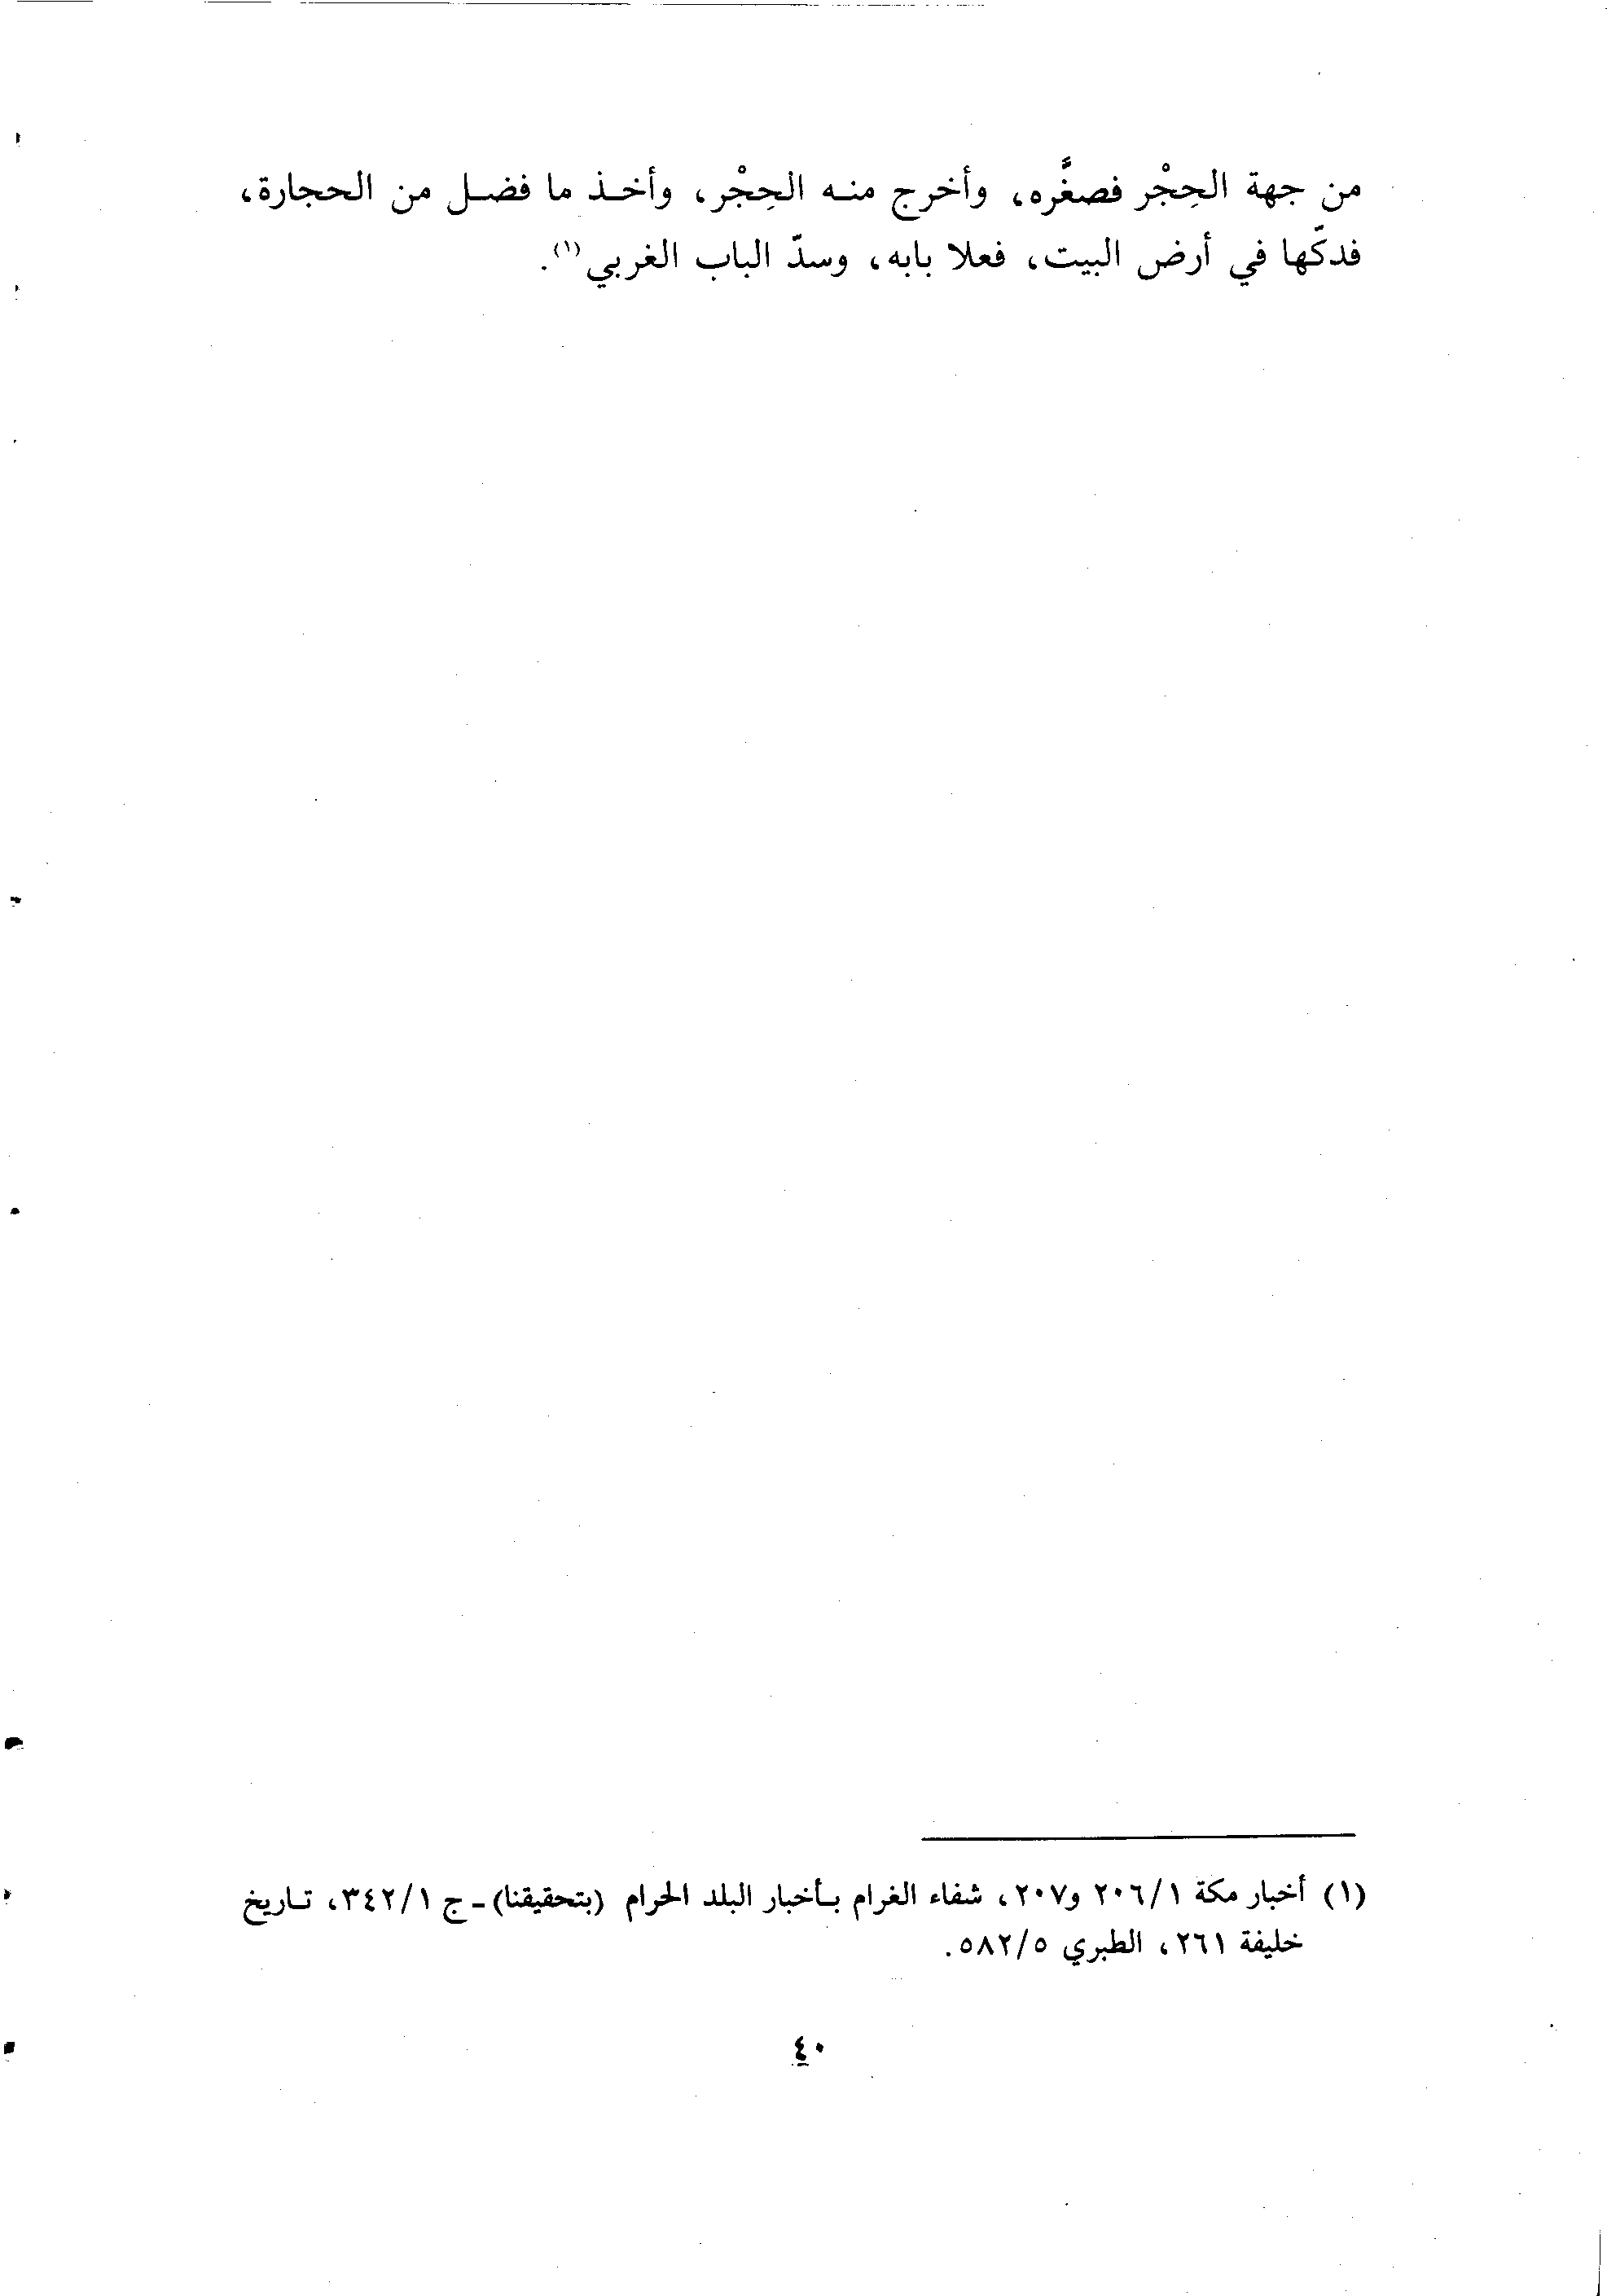 من جهة الحِجْر فصغَّره، وأخرج منه الحِجْر، وأخذ ما فضل من الحجارة،
فدكّها في أرض البيت، فعلا بابه، وسدّ الباب الغربي(١).
(١) أخبار مكة ٢٠٦/١ و٢٠٧، شفاء الغرام بأخبار البلد الحرام (بتحقيقنا) ـ ج ٣٤٢/١، تاريخ
خليفة ٢٦١، الطبري ٥٨٢/٥.
٤٠